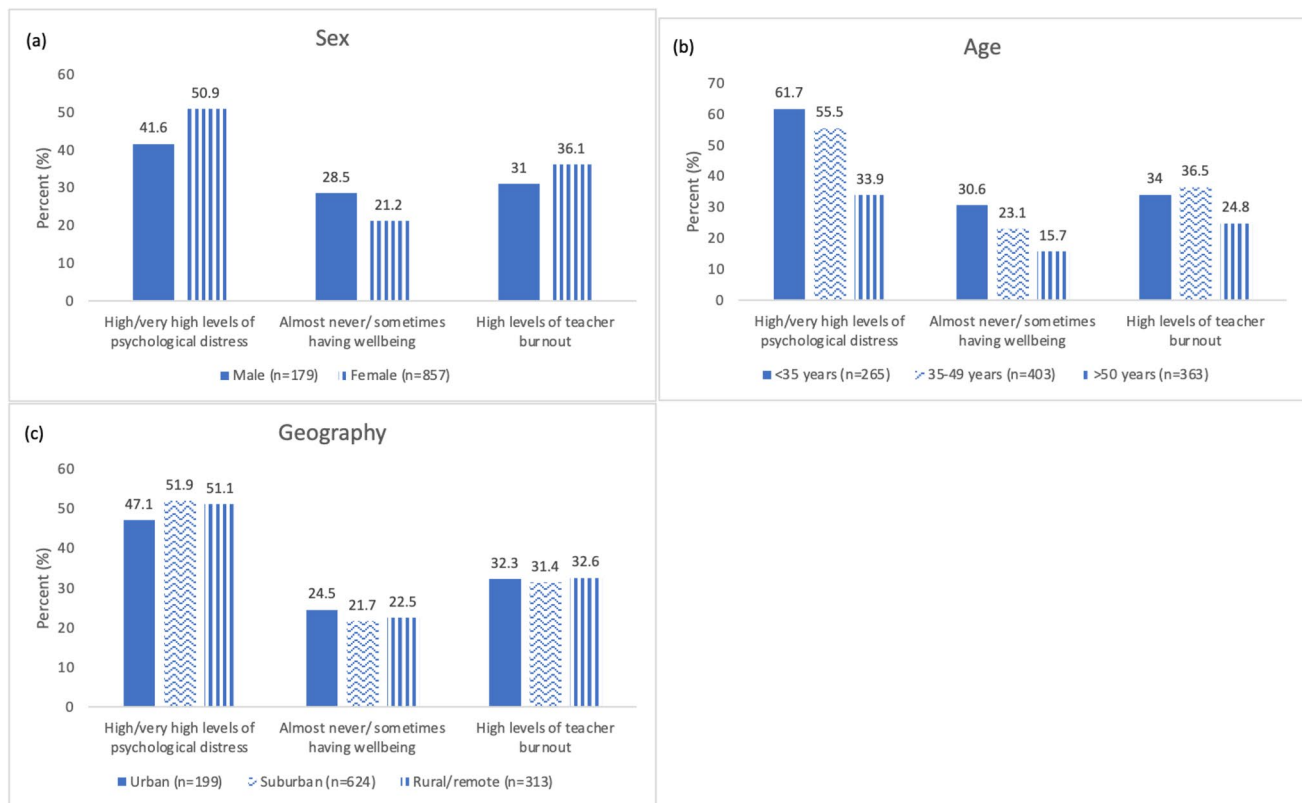 (a)
Sex
Percent (%)
60
50
40
30
20
10
0
41.6
50.9
28.5
21.2
31
36.1
High/very high levels of
psychological distress
Almost never/ sometimes
having wellbeing
High levels of teacher
burnout
Male (n=179) Female (n=857)
(b)
Age
Percent (%)
70
60
50
40
30
20
10
0
61.7
55.5
33.9
30.6
23.1
15.7
34
36.5
24.8
High/very high levels of
psychological distress
Almost never/ sometimes
having wellbeing
High levels of teacher
burnout
<35 years (n=265) 35-49 years (n=403) >50 years (n=363)
(c)
Geography
Percent (%)
60
50
40
30
20
10
0
47.1
51.9
51.1
24.5
21.7
22.5
32.3
31.4
32.6
High/very high levels of
psychological distress
Almost never/ sometimes
having wellbeing
High levels of teacher
burnout
Urban (n=199) Suburban (n=624) Rural/remote (n=313)